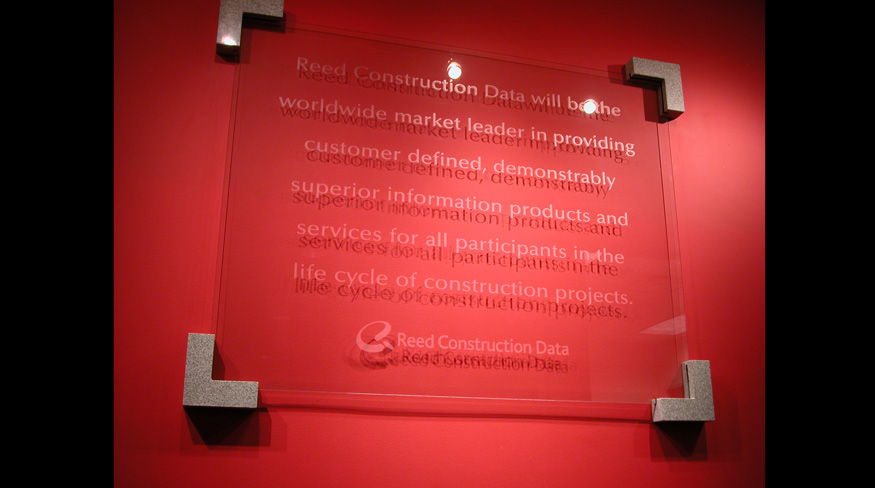 Reed Construction Data will be the
worldwide market leader in providing
customer defined, demonstrably
superior information products and
services for all participants in the
life cycle of construction projects.
Reed Construction Data